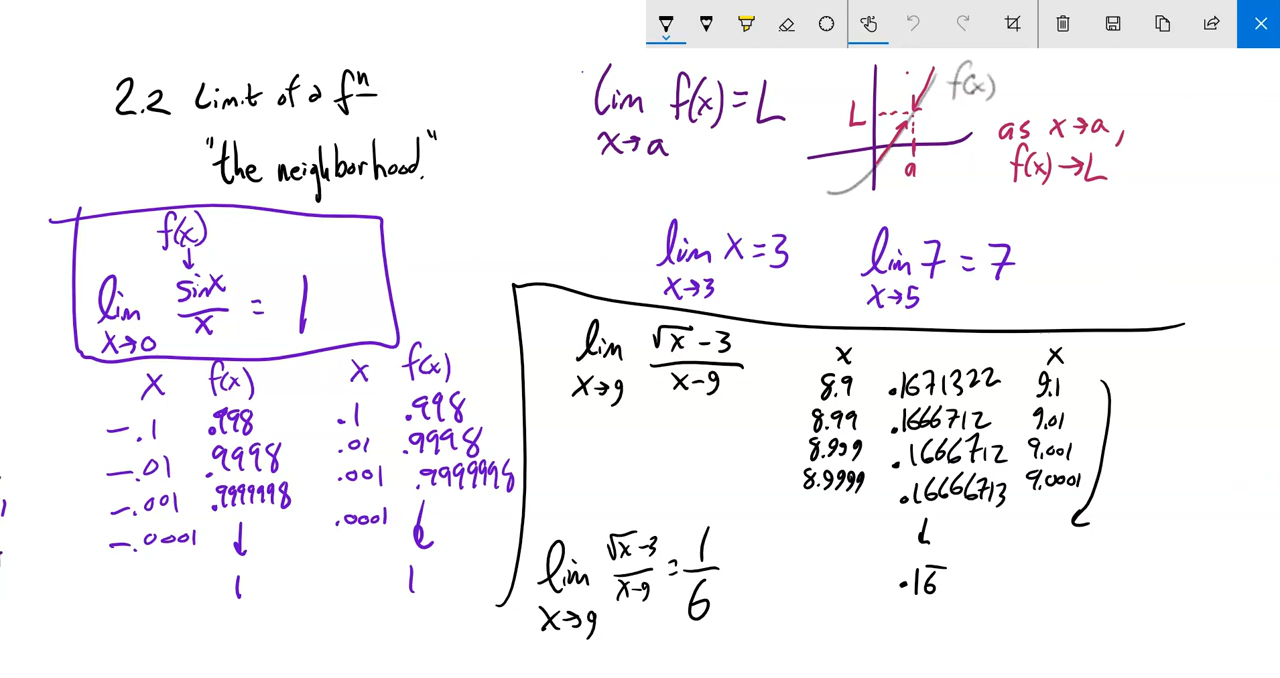 2.2 Limit of a fⁿ
"the neighborhood."
lim f(x) = L
x→a
L
a
f(x)
as x→a,
f(x)→L
f(x)
↓
lim sinx/x = 1
x→0
x f(x) x f(x)
-.1 .998 .1 .998
-.01 .9998 .01 .9998
-.001 .9999998 .001 .9999998
-.0001 ↓ .0001 ↓
1 1
lim x = 3
x→3
lim 7 = 7
x→5
lim √x - 3 / x - 9
x→9
x x
8.9 .1671322 9.1
8.99 .1666712 9.01
8.999 .1666712 9.001
8.9999 .16666713 9.0001
↓
.16̅
lim √x-3 / x-9 = 1/6
x→9